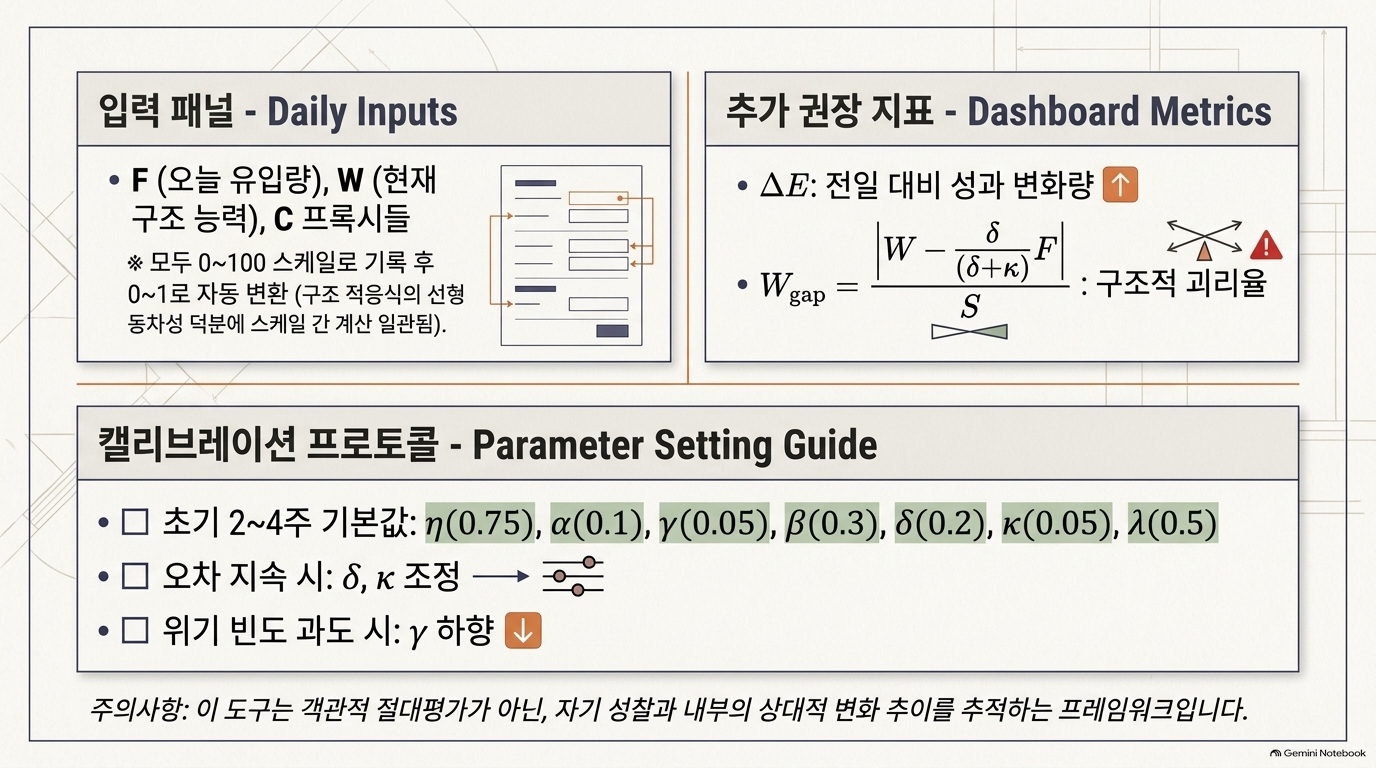 입력 패널 - Daily Inputs
• F (오늘 유입량), W (현재
구조 능력), C 프록시들
※ 모두 0~100 스케일로 기록 후
0~1로 자동 변환 (구조 적응식의 선형
동차성 덕분에 스케일 간 계산 일관됨).
추가 권장 지표 - Dashboard Metrics
• ΔE: 전일 대비 성과 변화량 ↑
• W_gap = |W − δ/(δ+κ) F| / S : 구조적 괴리율
캘리브레이션 프로토콜 - Parameter Setting Guide
• □ 초기 2~4주 기본값: η(0.75), α(0.1), γ(0.05), β(0.3), δ(0.2), κ(0.05), λ(0.5)
• □ 오차 지속 시: δ, κ 조정 →
• □ 위기 빈도 과도 시: γ 하향 ↓
주의사항: 이 도구는 객관적 절대평가가 아닌, 자기 성찰과 내부의 상대적 변화 추이를 추적하는 프레임워크입니다.
Gemini Notebook